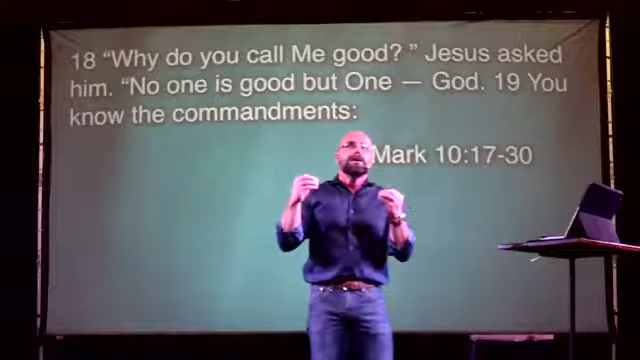 18 “Why do you call Me good? ” Jesus asked
him. “No one is good but One — God. 19 You
know the commandments:
Mark 10:17-30